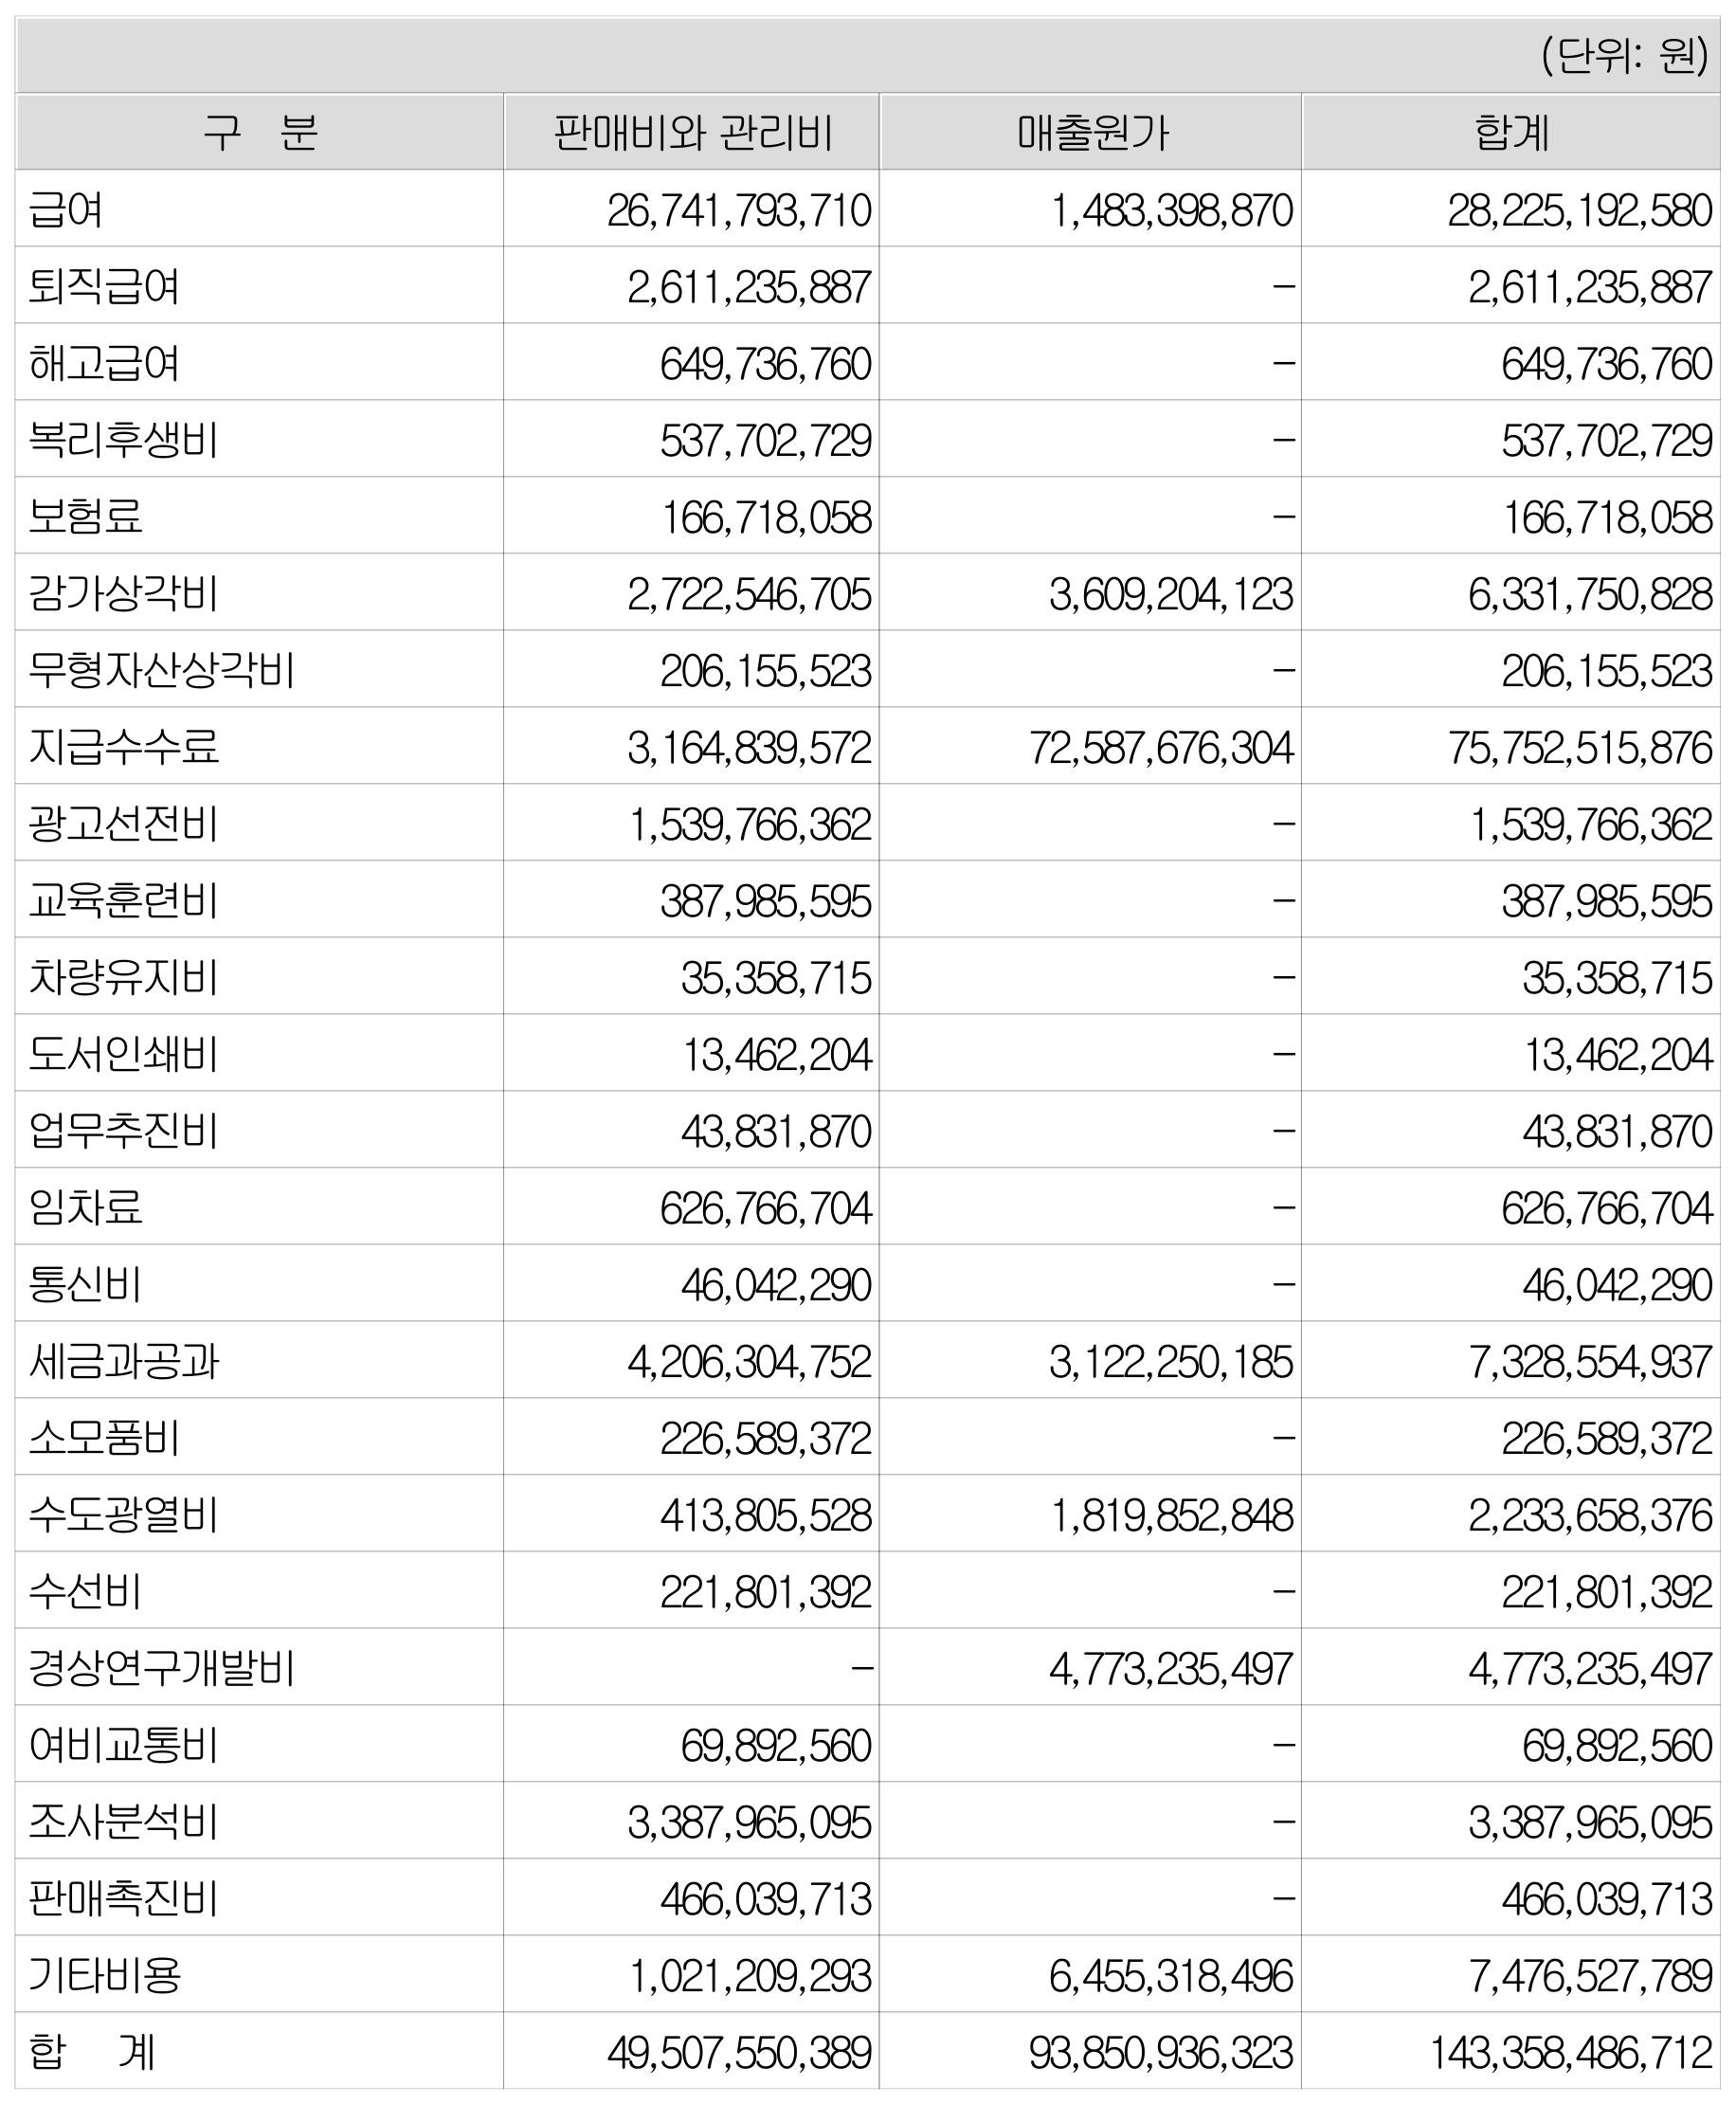 (단위: 원)
구 분 판매비와 관리비 매출원가 합계
급여 26,741,793,710 1,483,398,870 28,225,192,580
퇴직급여 2,611,235,887 – 2,611,235,887
해고급여 649,736,760 – 649,736,760
복리후생비 537,702,729 – 537,702,729
보험료 166,718,058 – 166,718,058
감가상각비 2,722,546,705 3,609,204,123 6,331,750,828
무형자산상각비 206,155,523 – 206,155,523
지급수수료 3,164,839,572 72,587,676,304 75,752,515,876
광고선전비 1,539,766,362 – 1,539,766,362
교육훈련비 387,985,595 – 387,985,595
차량유지비 35,358,715 – 35,358,715
도서인쇄비 13,462,204 – 13,462,204
업무추진비 43,831,870 – 43,831,870
임차료 626,766,704 – 626,766,704
통신비 46,042,290 – 46,042,290
세금과공과 4,206,304,752 3,122,250,185 7,328,554,937
소모품비 226,589,372 – 226,589,372
수도광열비 413,805,528 1,819,852,848 2,233,658,376
수선비 221,801,392 – 221,801,392
경상연구개발비 – 4,773,235,497 4,773,235,497
여비교통비 69,892,560 – 69,892,560
조사분석비 3,387,965,095 – 3,387,965,095
판매촉진비 466,039,713 – 466,039,713
기타비용 1,021,209,293 6,455,318,496 7,476,527,789
합 계 49,507,550,389 93,850,936,323 143,358,486,712